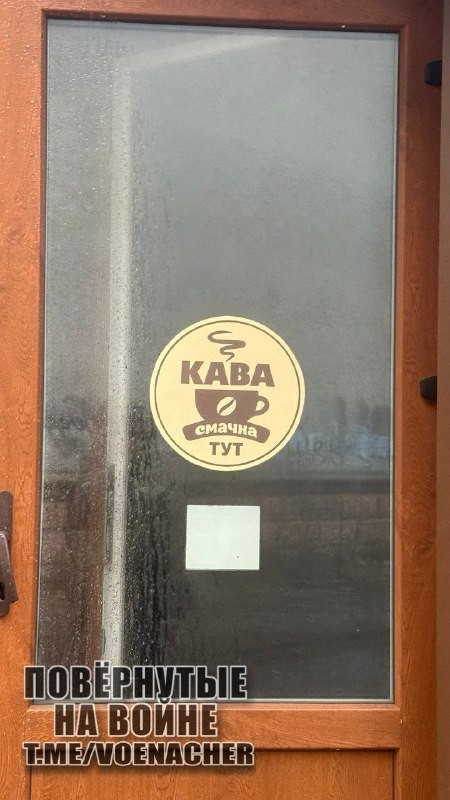 КАВА
смачна
ТУТ
ПОВЁРНУТЫЕ
НА ВОЙНЕ
T.ME/VOENACHER